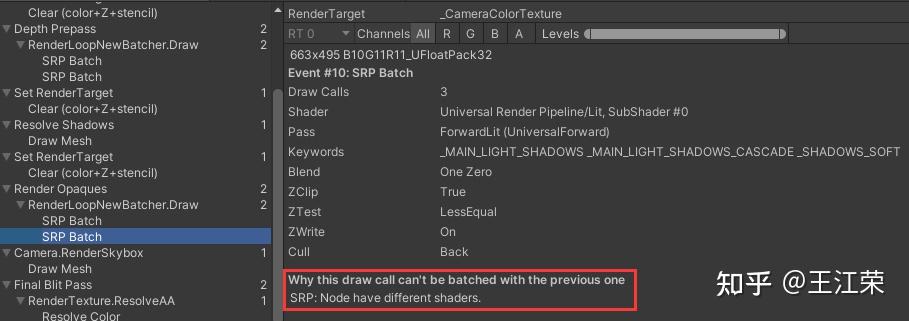 Clear (color+Z+stencil) 1
Depth Prepass 2
RenderLoopNewBatcher.Draw 2
SRP Batch
SRP Batch
Set RenderTarget 1
Clear (color+Z+stencil)
Resolve Shadows 1
Draw Mesh
Set RenderTarget 1
Clear (color+Z+stencil)
Render Opaques 2
RenderLoopNewBatcher.Draw 2
SRP Batch
SRP Batch
Camera.RenderSkybox 1
Draw Mesh
Final Blit Pass 2
RenderTexture.ResolveAA 1
Resolve Color
RenderTarget _CameraColorTexture
RT 0 Channels All R G B A Levels
663x495 B10G11R11_UFloatPack32
Event #10: SRP Batch
Draw Calls 3
Shader Universal Render Pipeline/Lit, SubShader #0
Pass ForwardLit (UniversalForward)
Keywords _MAIN_LIGHT_SHADOWS _MAIN_LIGHT_SHADOWS_CASCADE _SHADOWS_SOFT
Blend One Zero
ZClip True
ZTest LessEqual
ZWrite On
Cull Back
Why this draw call can't be batched with the previous one
SRP: Node have different shaders.
知乎 @王江荣